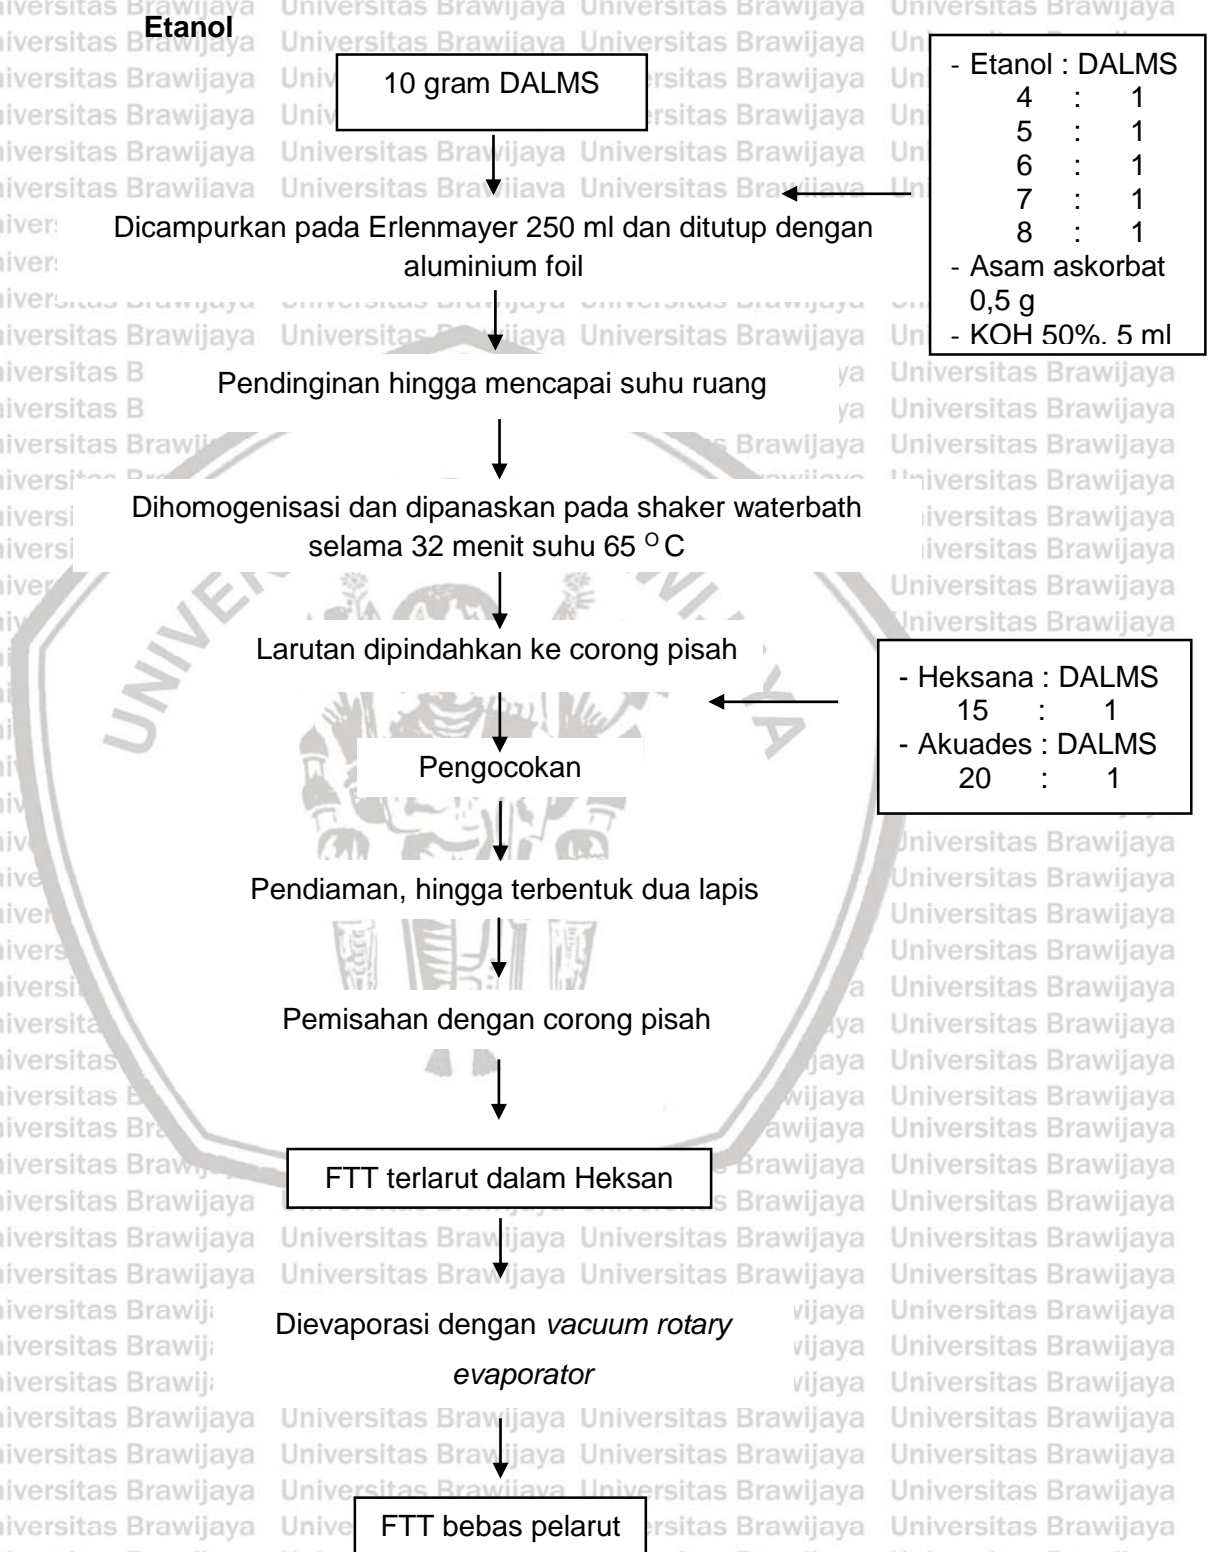 Etanol
10 gram DALMS
- Etanol : DALMS
4 : 1
5 : 1
6 : 1
7 : 1
8 : 1
- Asam askorbat
0,5 g
- KOH 50%. 5 ml
Dicampurkan pada Erlenmayer 250 ml dan ditutup dengan
aluminium foil
Pendinginan hingga mencapai suhu ruang
Dihomogenisasi dan dipanaskan pada shaker waterbath
selama 32 menit suhu 65 ᴼ C
Larutan dipindahkan ke corong pisah
- Heksana : DALMS
15 : 1
- Akuades : DALMS
20 : 1
Pengocokan
Pendiaman, hingga terbentuk dua lapis
Pemisahan dengan corong pisah
FTT terlarut dalam Heksan
Dievaporasi dengan vacuum rotary
evaporator
FTT bebas pelarut